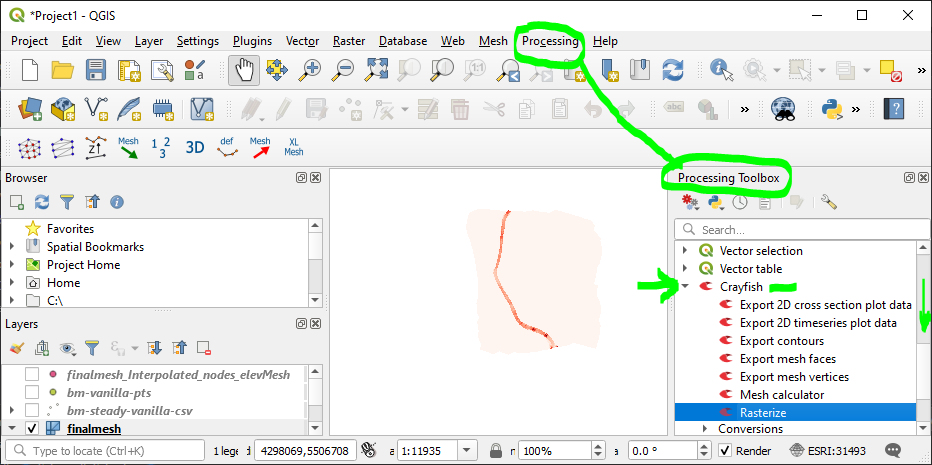 *Project1 - QGIS
Project Edit View Layer Settings Plugins Vector Raster Database Web Mesh Processing Help
1:1
abc
Mesh 1 2 3 3D def Mesh XL Mesh
Browser
Processing Toolbox
Favorites
Spatial Bookmarks
Project Home
Home
C:\
Search...
Vector selection
Vector table
Crayfish
Export 2D cross section plot data
Export 2D timeseries plot data
Export contours
Export mesh faces
Export mesh vertices
Mesh calculator
Rasterize
Conversions
Layers
finalmesh_Interpolated_nodes_elevMesh
bm-vanilla-pts
bm-steady-vanilla-csv
finalmesh
Type to locate (Ctrl+K) 1 lege 4298069,5506708 a 1:11935 n 100% a 0.0 ° Render ESRI:31493